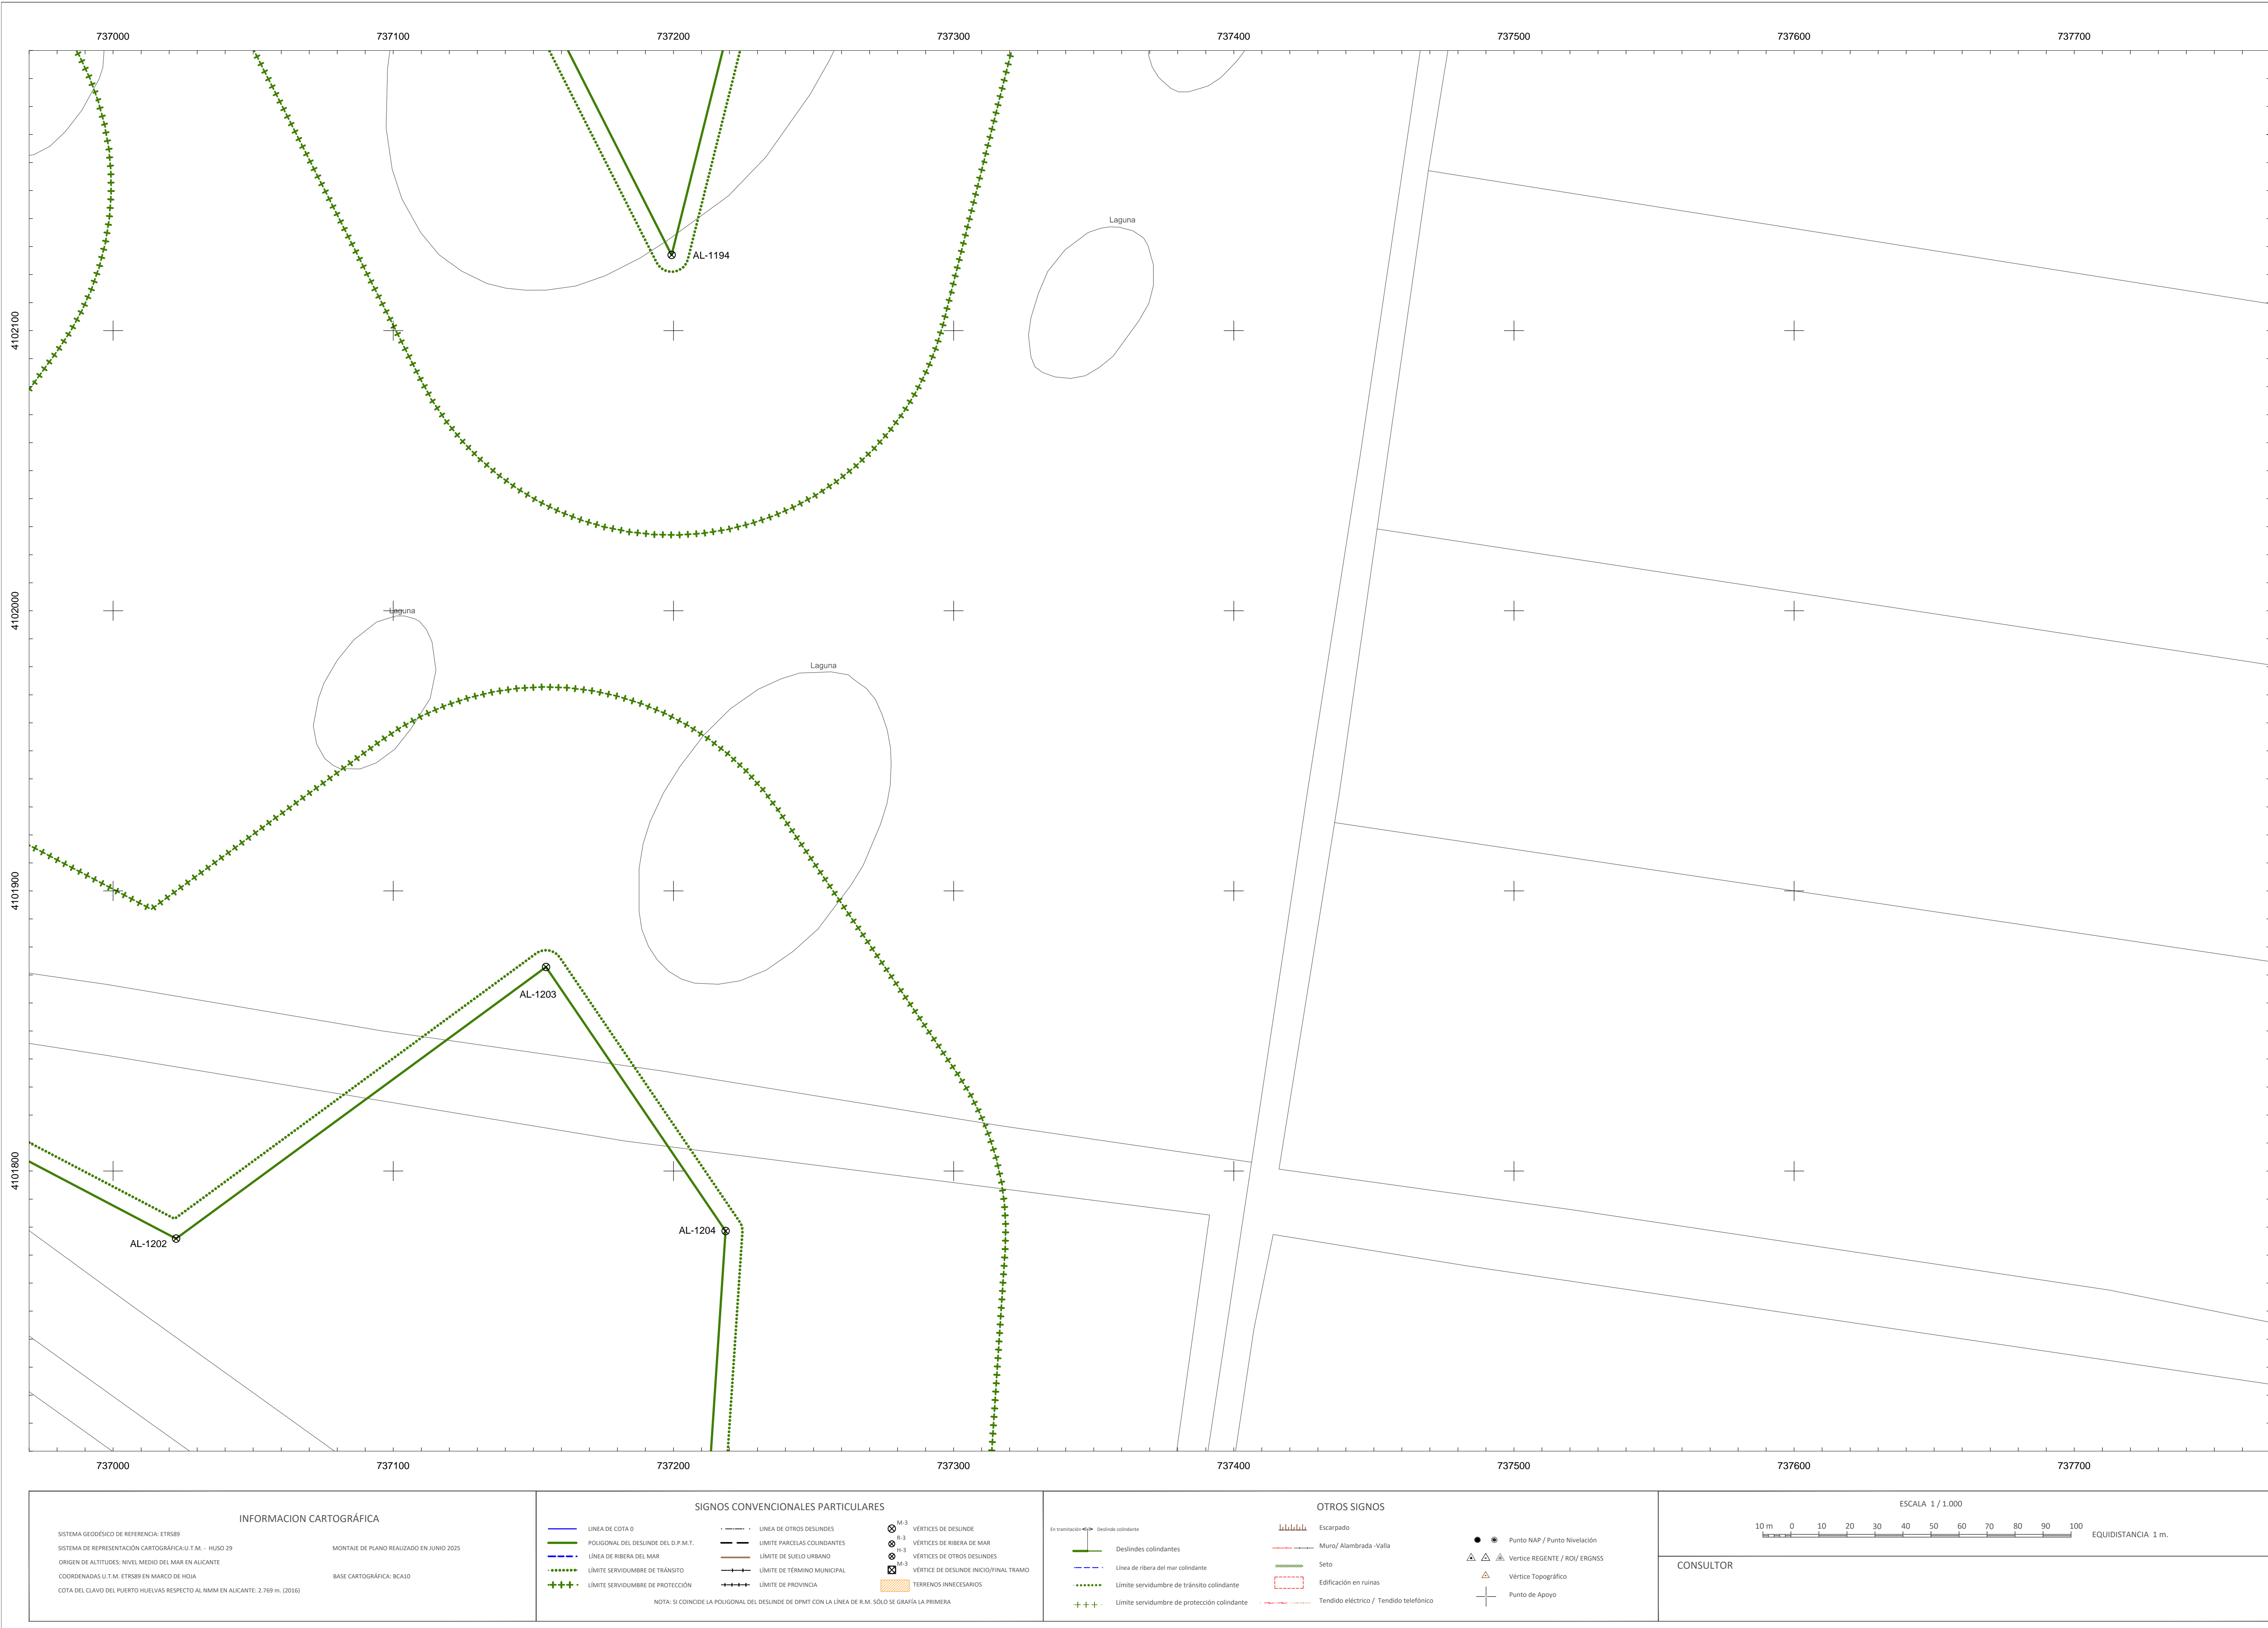 737000 737100 737200 737300 737400 737500 737600 737700
AL-1194
Laguna
4102100
4102000
Laguna
Laguna
4101900
AL-1203
4101800
AL-1204
AL-1202
737000 737100 737200 737300 737400 737500 737600 737700
INFORMACION CARTOGRÁFICA
SISTEMA GEODÉSICO DE REFERENCIA: ETRS89
SISTEMA DE REPRESENTACIÓN CARTOGRÁFICA:U.T.M. - HUSO 29
MONTAJE DE PLANO REALIZADO EN JUNIO 2025
ORIGEN DE ALTITUDES: NIVEL MEDIO DEL MAR EN ALICANTE
COORDENADAS U.T.M. ETRS89 EN MARCO DE HOJA
BASE CARTOGRÁFICA: BCA10
COTA DEL CLAVO DEL PUERTO HUELVAS RESPECTO AL NMM EN ALICANTE: 2.769 m. (2016)
SIGNOS CONVENCIONALES PARTICULARES
LINEA DE COTA 0
POLIGONAL DEL DESLINDE DEL D.P.M.T.
LÍNEA DE RIBERA DEL MAR
LÍMITE SERVIDUMBRE DE TRÁNSITO
LÍMITE SERVIDUMBRE DE PROTECCIÓN
LINEA DE OTROS DESLINDES
LIMITE PARCELAS COLINDANTES
LÍMITE DE SUELO URBANO
LÍMITE DE TÉRMINO MUNICIPAL
LÍMITE DE PROVINCIA
M-3
VÉRTICES DE DESLINDE
R-3
VÉRTICES DE RIBERA DE MAR
H-3
VÉRTICES DE OTROS DESLINDES
M-3
VÉRTICE DE DESLINDE INICIO/FINAL TRAMO
TERRENOS INNECESARIOS
NOTA: SI COINCIDE LA POLIGONAL DEL DESLINDE DE DPMT CON LA LÍNEA DE R.M. SÓLO SE GRAFÍA LA PRIMERA
OTROS SIGNOS
En tramitación Deslinde colindante
Deslindes colindantes
Línea de ribera del mar colindante
Límite servidumbre de tránsito colindante
Límite servidumbre de protección colindante
Escarpado
Muro/ Alambrada -Valla
Seto
Edificación en ruinas
Tendido eléctrico / Tendido telefónico
Punto NAP / Punto Nivelación
Vertice REGENTE / ROI/ ERGNSS
Vértice Topográfico
Punto de Apoyo
ESCALA 1 / 1.000
10 m 0 10 20 30 40 50 60 70 80 90 100
EQUIDISTANCIA 1 m.
CONSULTOR